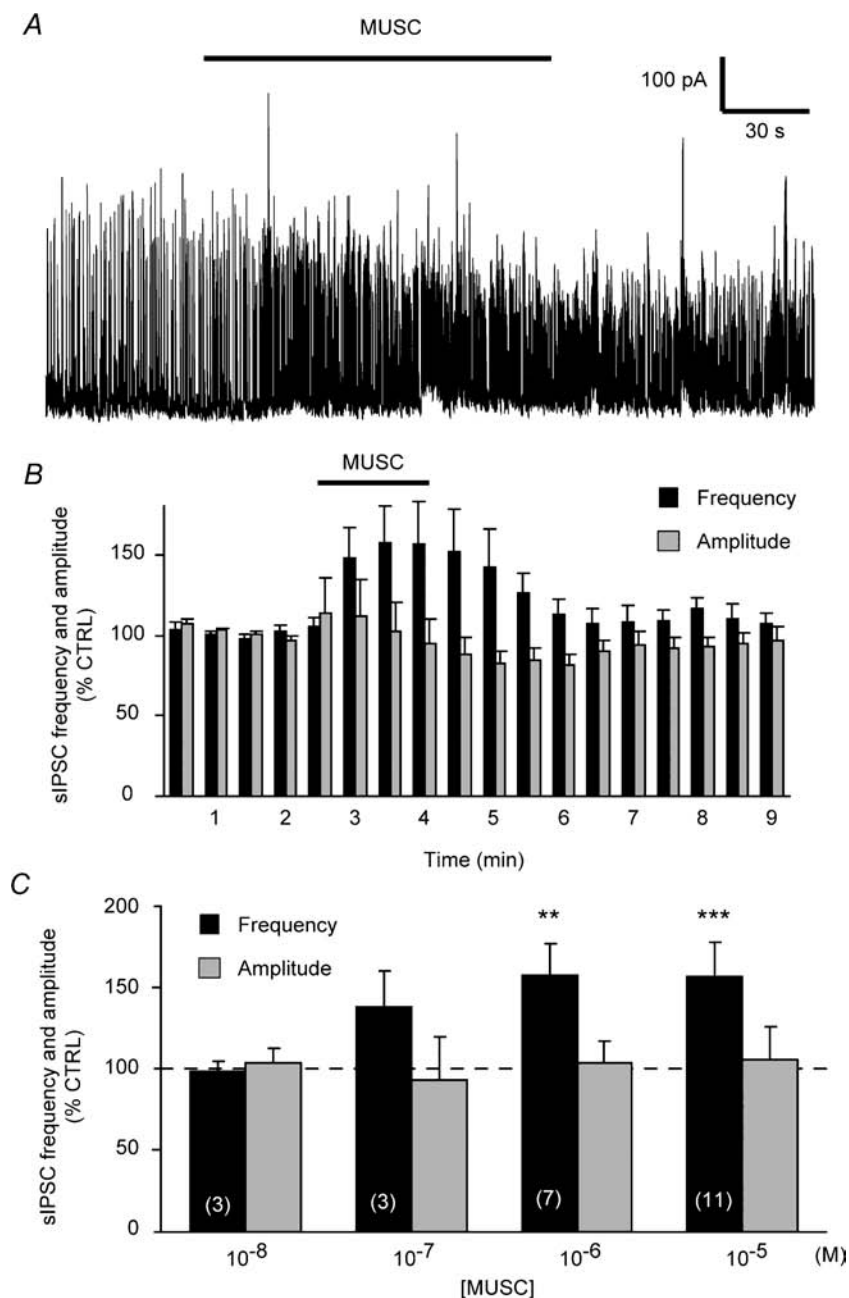 A
MUSC
100 pA
30 s
B
MUSC
Frequency
Amplitude
sIPSC frequency and amplitude
(% CTRL)
150
100
50
0
1 2 3 4 5 6 7 8 9
Time (min)
C
Frequency
Amplitude
** ***
sIPSC frequency and amplitude
(% CTRL)
200
150
100
50
0
(3) (3) (7) (11)
10⁻⁸ 10⁻⁷ 10⁻⁶ 10⁻⁵ (M)
[MUSC]